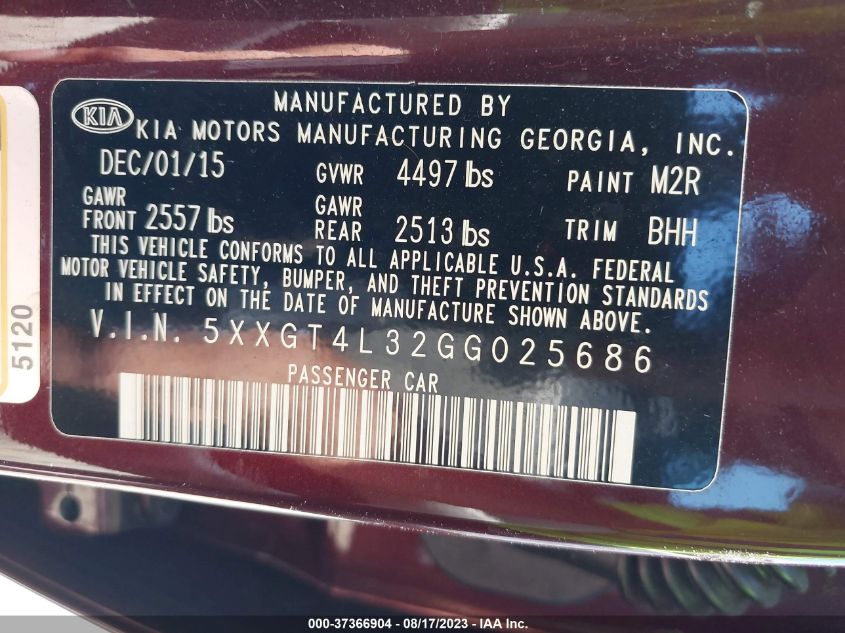 MANUFACTURED BY
KIA KIA MOTORS MANUFACTURING GEORGIA, INC.
DEC/01/15 GVWR 4497 lbs PAINT M2R
GAWR FRONT 2557 lbs GAWR REAR 2513 lbs TRIM BHH
THIS VEHICLE CONFORMS TO ALL APPLICABLE U.S.A. FEDERAL
MOTOR VEHICLE SAFETY, BUMPER, AND THEFT PREVENTION STANDARDS
IN EFFECT ON THE DATE OF MANUFACTURE SHOWN ABOVE.
V.I.N. 5XXGT4L32GG025686
PASSENGER CAR
5120
000-37366904 - 08/17/2023 - IAA Inc.